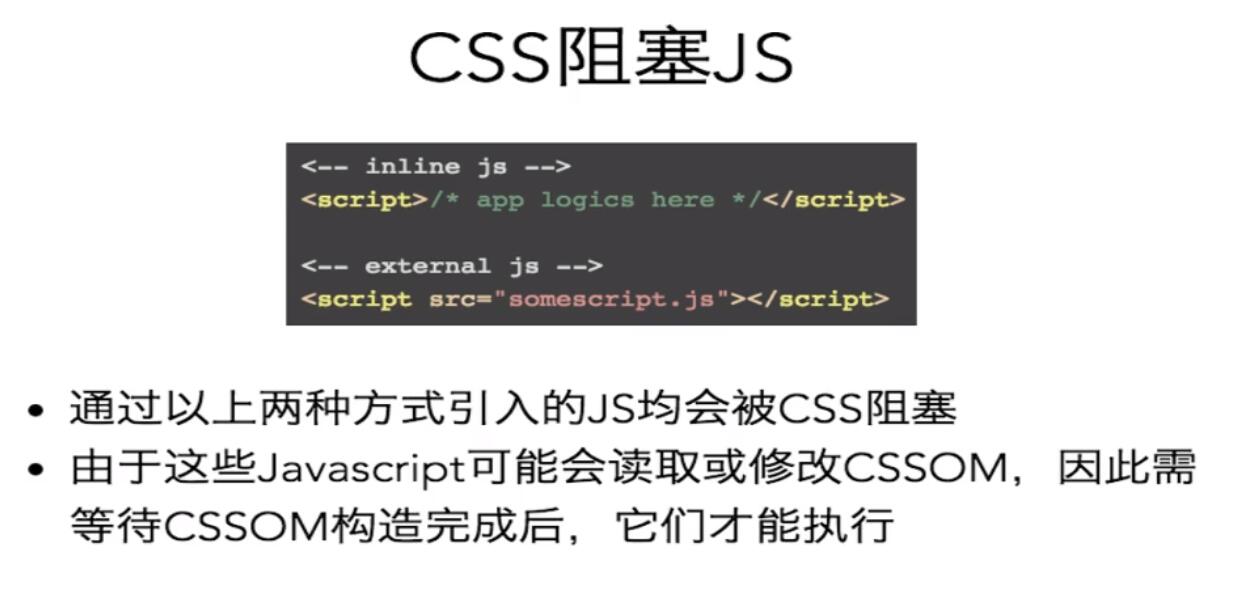 CSS阻塞JS
<-- inline js -->
<script>/* app logics here */</script>
<-- external js -->
<script src="somescript.js"></script>
• 通过以上两种方式引入的JS均会被CSS阻塞
• 由于这些Javascript可能会读取或修改CSSOM，因此需
等待CSSOM构造完成后，它们才能执行